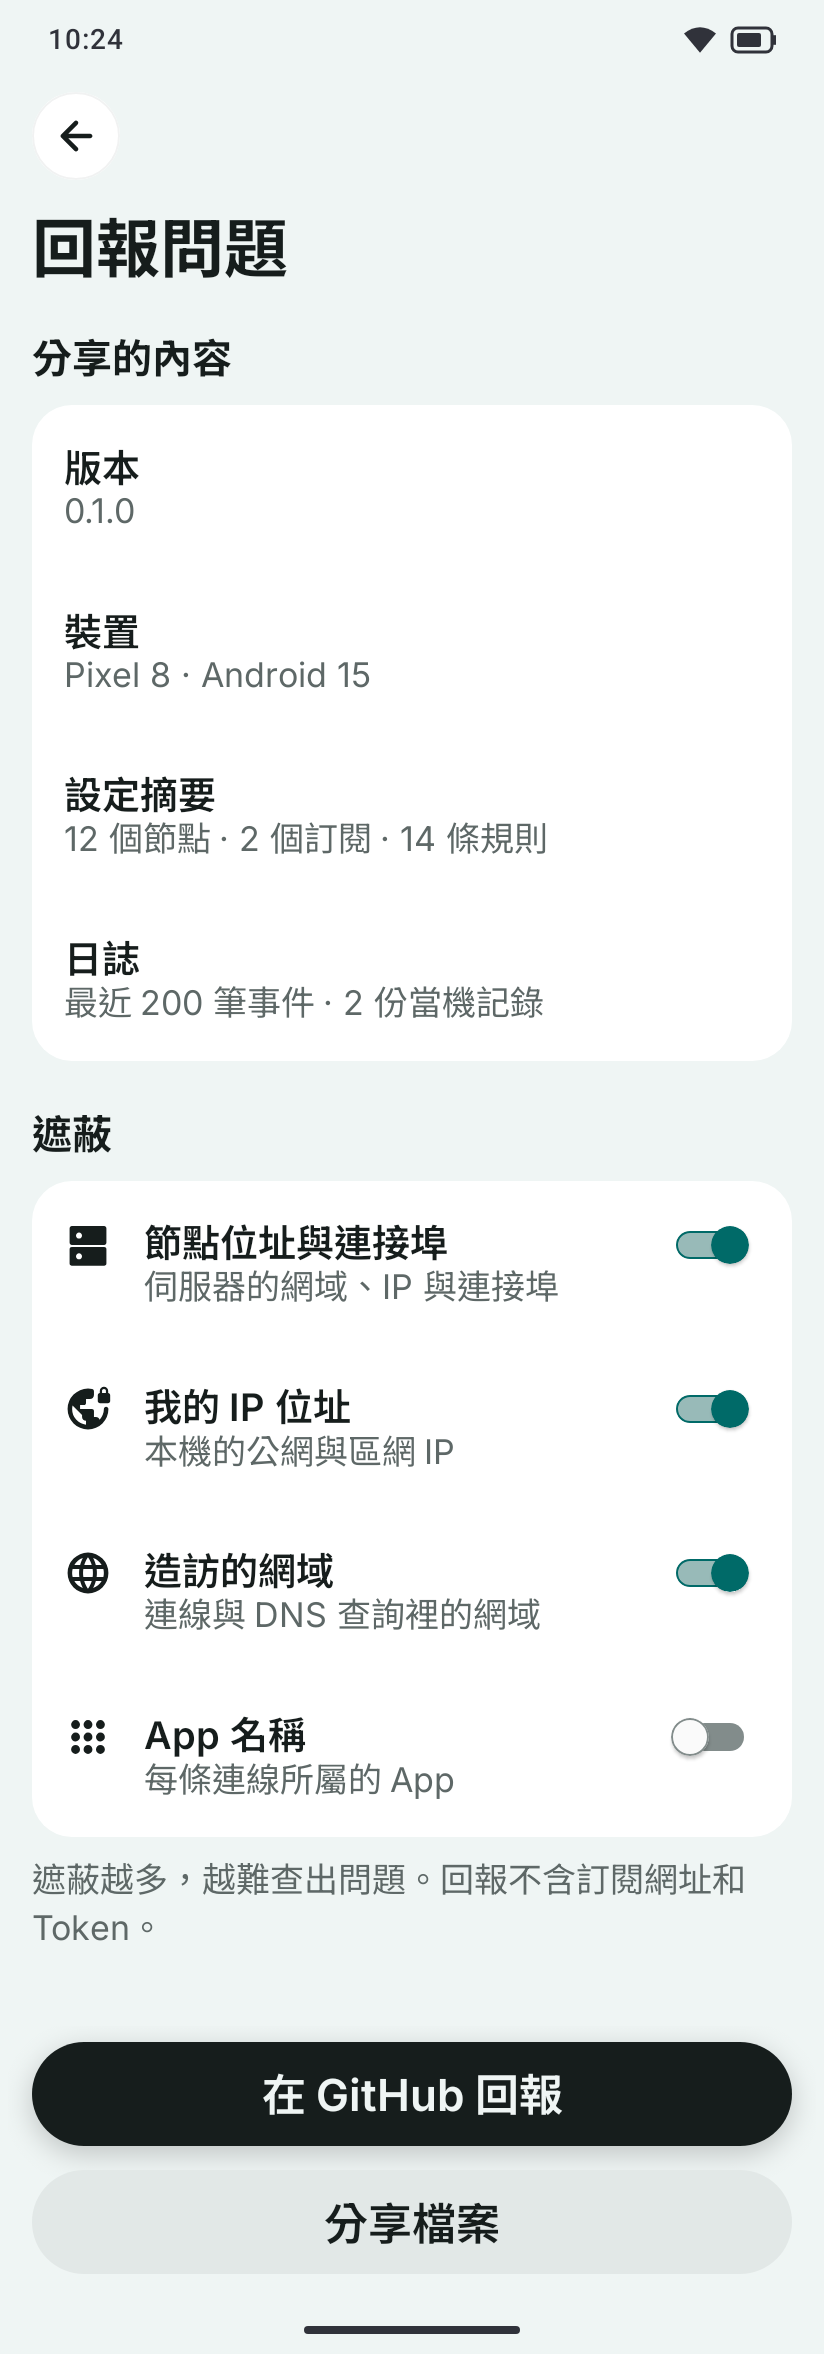 10:24
回報問題
分享的內容
版本
0.1.0
裝置
Pixel 8 · Android 15
設定摘要
12 個節點 · 2 個訂閱 · 14 條規則
日誌
最近 200 筆事件 · 2 份當機記錄
遮蔽
節點位址與連接埠
伺服器的網域、IP 與連接埠
我的 IP 位址
本機的公網與區網 IP
造訪的網域
連線與 DNS 查詢裡的網域
App 名稱
每條連線所屬的 App
遮蔽越多，越難查出問題。回報不含訂閱網址和
Token。
在 GitHub 回報
分享檔案